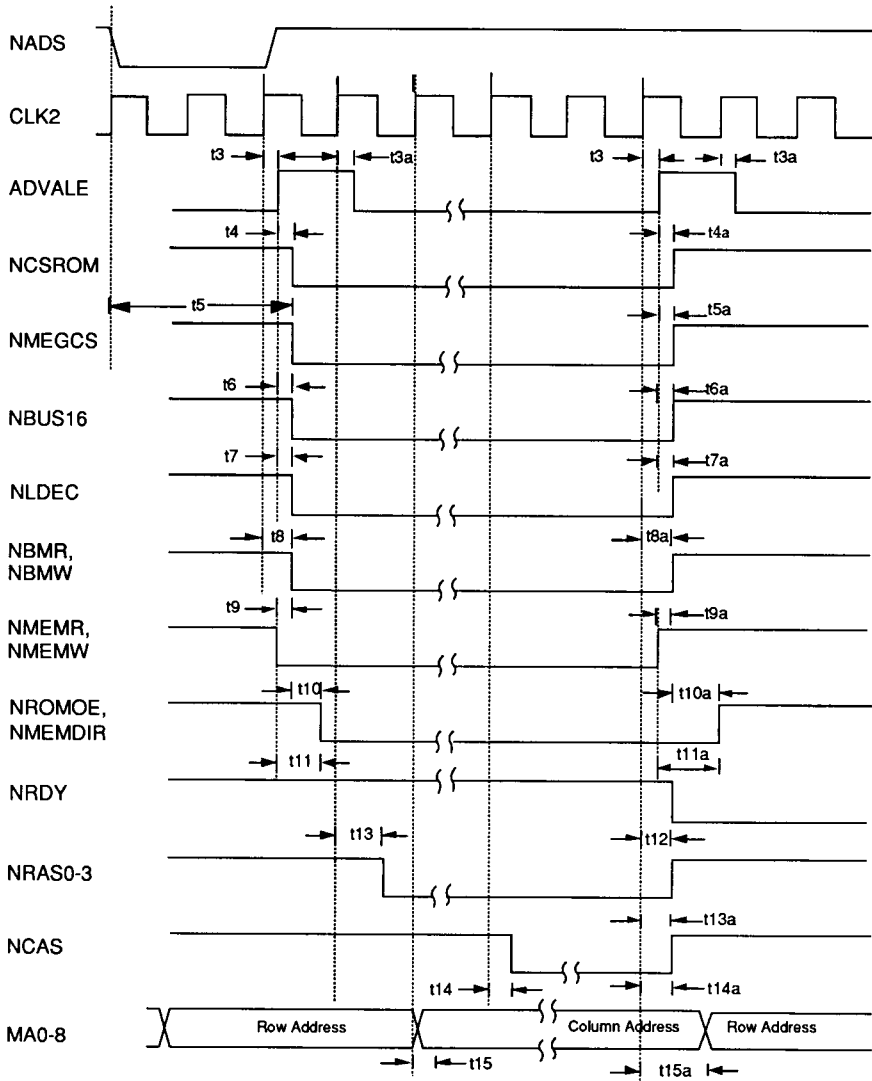 NADS
CLK2
t3
t3a
t3
t3a
ADVALE
t4
t4a
NCSROM
t5
t5a
NMEGCS
t6
t6a
NBUS16
t7
t7a
NLDEC
t8
t8a
NBMR,
NBMW
t9
t9a
NMEMR,
NMEMW
t10
t10a
NROMOE,
NMEMDIR
t11
t11a
NRDY
t13
t12
NRAS0-3
t13a
NCAS
t14
t14a
MA0-8
Row Address
Column Address
Row Address
t15
t15a